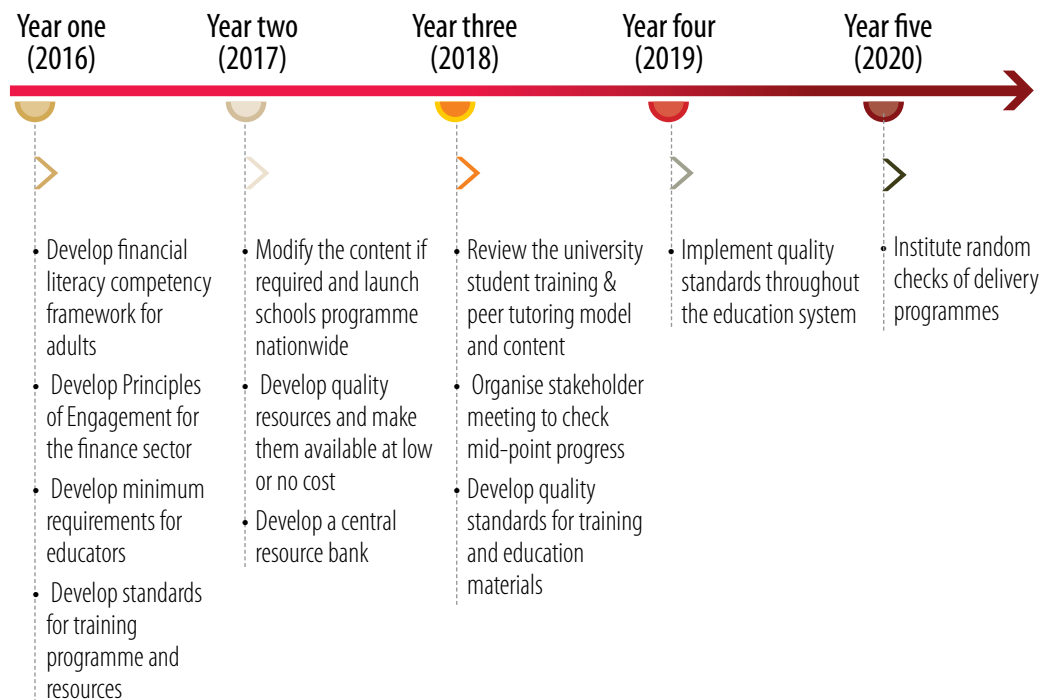 Year one
(2016)
Year two
(2017)
Year three
(2018)
Year four
(2019)
Year five
(2020)
• Develop financial
literacy competency
framework for
adults
• Develop Principles
of Engagement for
the finance sector
• Develop minimum
requirements for
educators
• Develop standards
for training
programme and
resources
• Modify the content if
required and launch
schools programme
nationwide
• Develop quality
resources and make
them available at low
or no cost
• Develop a central
resource bank
• Review the university
student training &
peer tutoring model
and content
• Organise stakeholder
meeting to check
mid-point progress
• Develop quality
standards for training
and education
materials
• Implement quality
standards throughout
the education system
• Institute random
checks of delivery
programmes